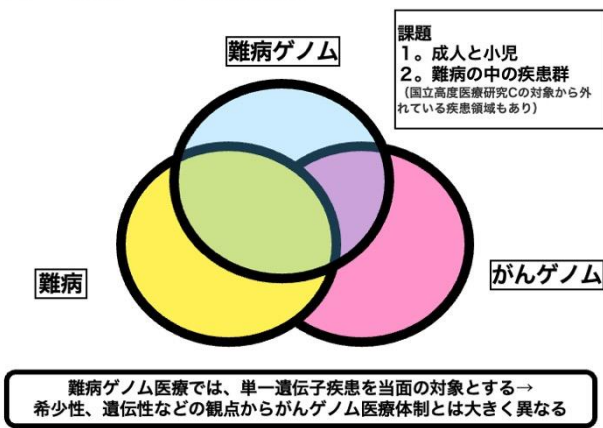 難病ゲノム
課題
1。成人と小児
2。難病の中の疾患群
（国立高度医療研究Cの対象から外
れている疾患領域もあり）
難病
がんゲノム
難病ゲノム医療では、単一遺伝子疾患を当面の対象とする→
希少性、遺伝性などの観点からがんゲノム医療体制とは大きく異なる